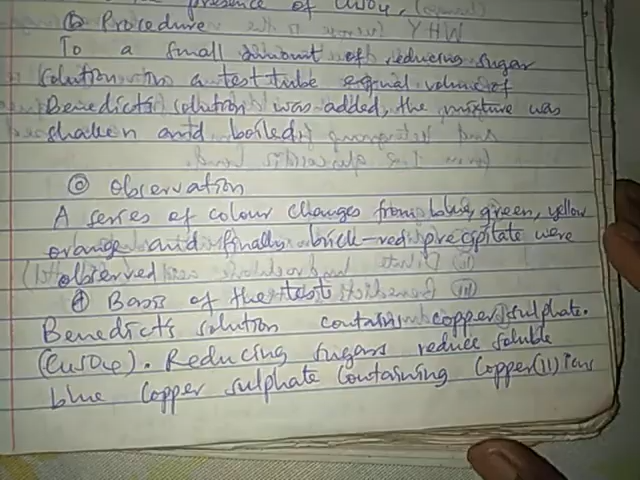 presence of CuSO4,
(b) Procedure
To a small amount of reducing sugar
solution in a test tube equal volume of
Benedict's solution was added, the mixture was
shaken and boiled.
(c) Observation
A series of colour changes from blue, green, yellow
orange and finally brick-red precipitate were
observed
(d) Basis of the test
Benedict's solution contains copper sulphate.
(CuSO4). Reducing sugars reduce soluble
blue Copper sulphate Containing Copper(II) ions